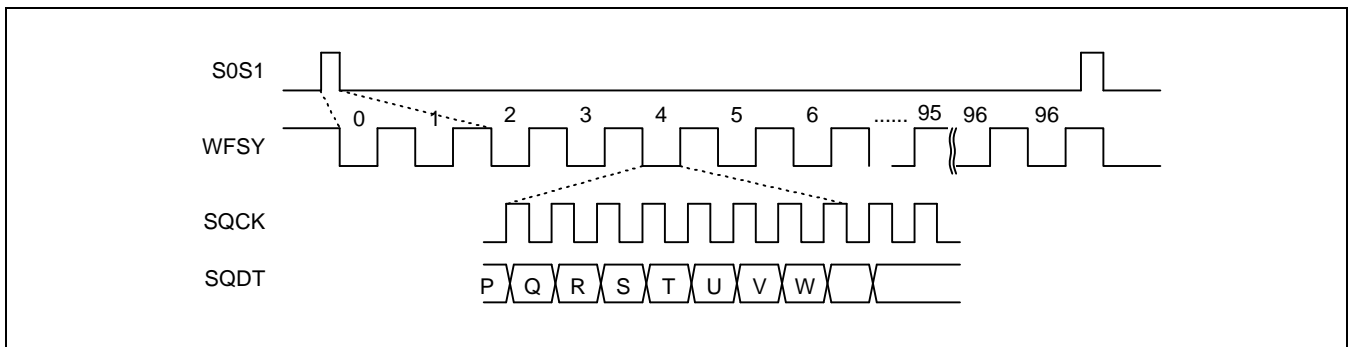 S0S1
0 1 2 3 4 5 6 ...... 95 96 96
WFSY
SQCK
SQDT P Q R S T U V W